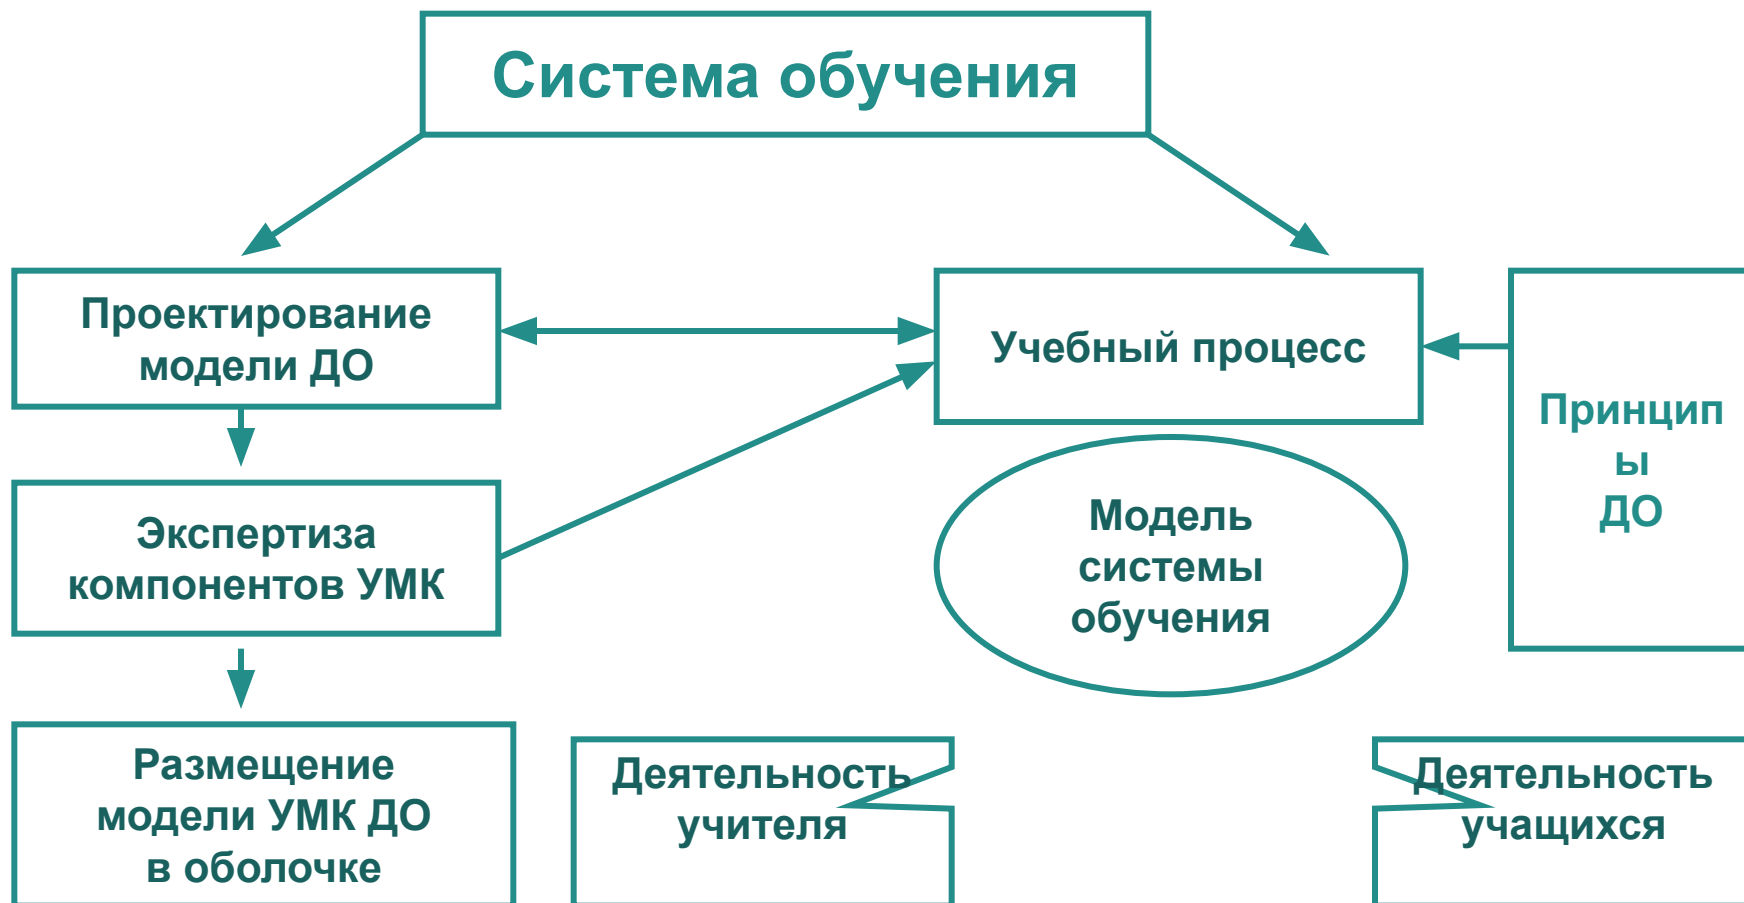 Система обучения
Проектирование
модели ДО
Учебный процесс
Принцип
ы
ДО
Экспертиза
компонентов УМК
Модель
системы
обучения
Размещение
модели УМК ДО
в оболочке
Деятельность
учителя
Деятельность
учащихся